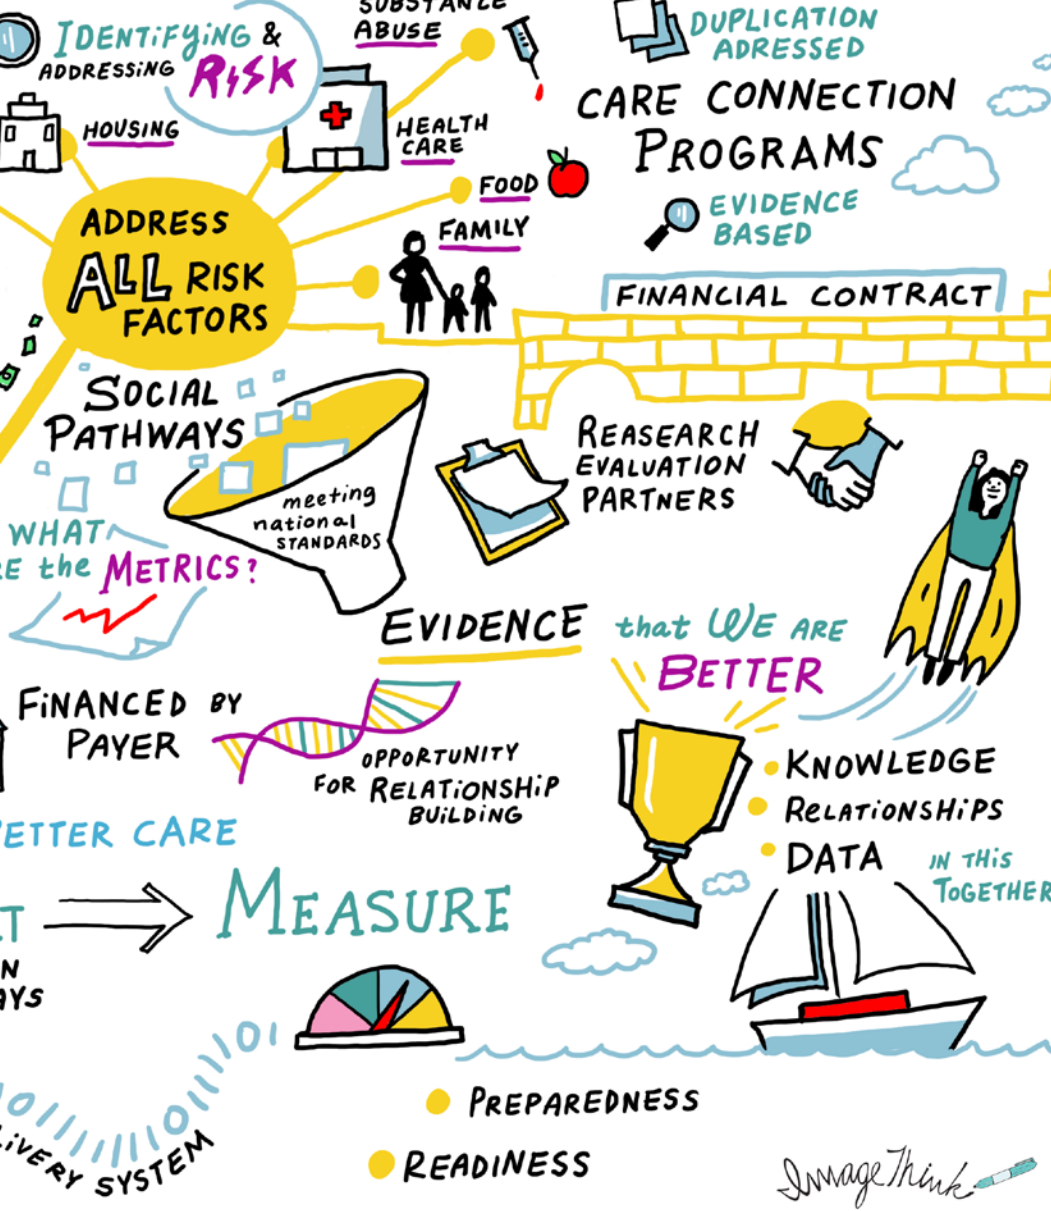 SUBSTANCE
ABUSE
IDENTiFYiNG &
ADDRESSiNG
RiSK
HOUSING
HEALTH
CARE
FOOD
FAMILY
DUPLICATION
ADRESSED
CARE CONNECTION
PROGRAMS
EVIDENCE
BASED
FINANCIAL CONTRACT
ADDRESS
ALL RISK
FACTORS
SOCIAL
PATHWAYS
meeting
national
STANDARDS
REASEARCH
EVALUATION
PARTNERS
WHAT
the METRICS?
EVIDENCE
that WE ARE
BETTER
FiNANCED BY
PAYER
OPPORTUNITY
FOR RELATiONSHiP
BUiLDING
KNOWLEDGE
RELATiONSHiPS
DATA
IN THiS
TOGETHER
ETTER CARE
MEASURE
AYS
LiVERY SYSTEM
PREPAREDNESS
READINESS
ImageThink